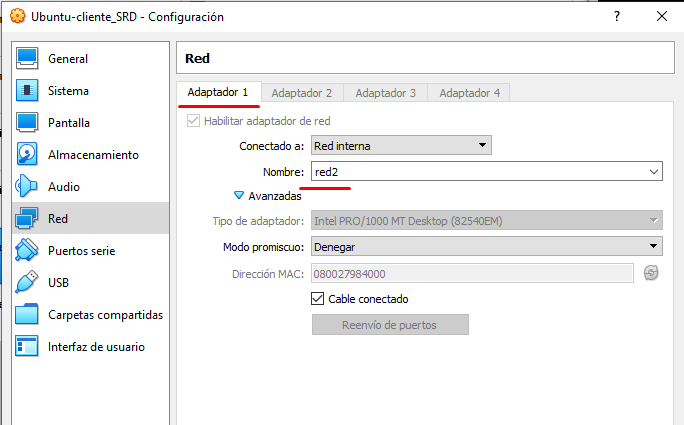 Ubuntu-cliente_SRD - Configuración
?
General
Sistema
Pantalla
Almacenamiento
Audio
Red
Puertos serie
USB
Carpetas compartidas
Interfaz de usuario
Red
Adaptador 1 Adaptador 2 Adaptador 3 Adaptador 4
Habilitar adaptador de red
Conectado a: Red interna
Nombre: red2
Avanzadas
Tipo de adaptador: Intel PRO/1000 MT Desktop (82540EM)
Modo promiscuo: Denegar
Dirección MAC: 080027984000
Cable conectado
Reenvío de puertos